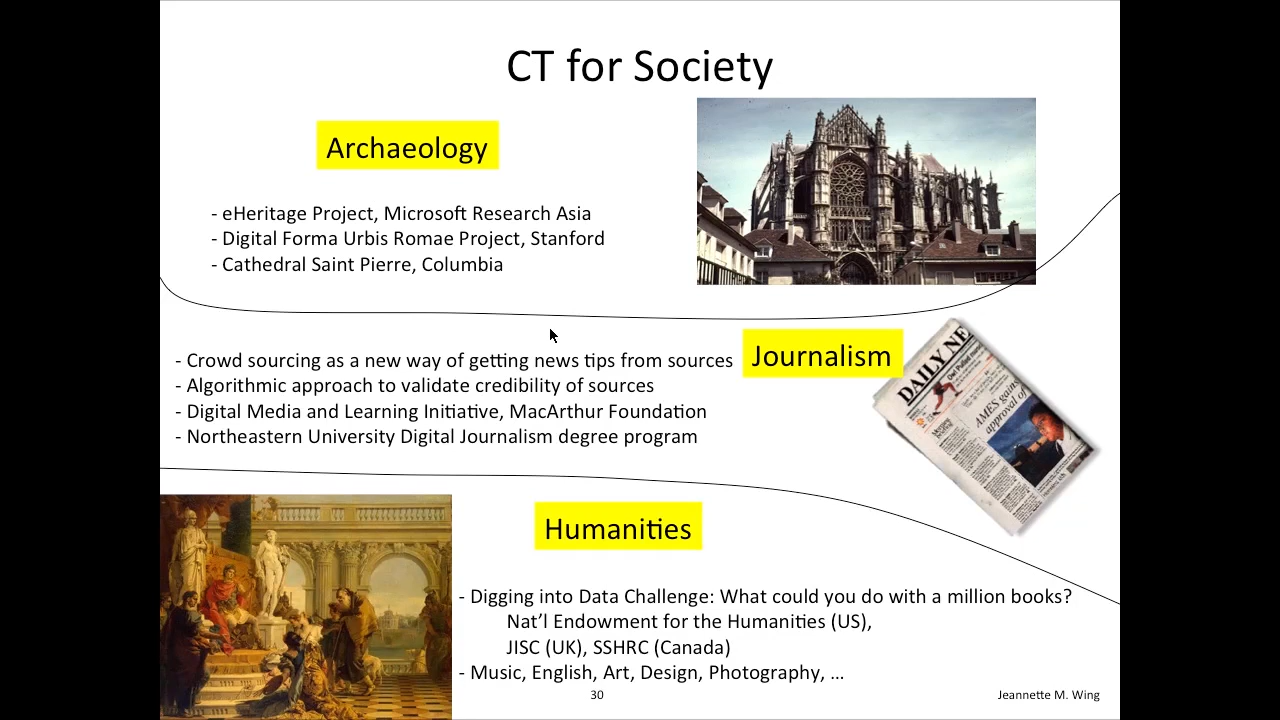 CT for Society
Archaeology
- eHeritage Project, Microsoft Research Asia
- Digital Forma Urbis Romae Project, Stanford
- Cathedral Saint Pierre, Columbia
Journalism
- Crowd sourcing as a new way of getting news tips from sources
- Algorithmic approach to validate credibility of sources
- Digital Media and Learning Initiative, MacArthur Foundation
- Northeastern University Digital Journalism degree program
DAILY NE
AMES gains
approval of
Humanities
- Digging into Data Challenge: What could you do with a million books?
Nat’l Endowment for the Humanities (US),
JISC (UK), SSHRC (Canada)
- Music, English, Art, Design, Photography, …
30
Jeannette M. Wing